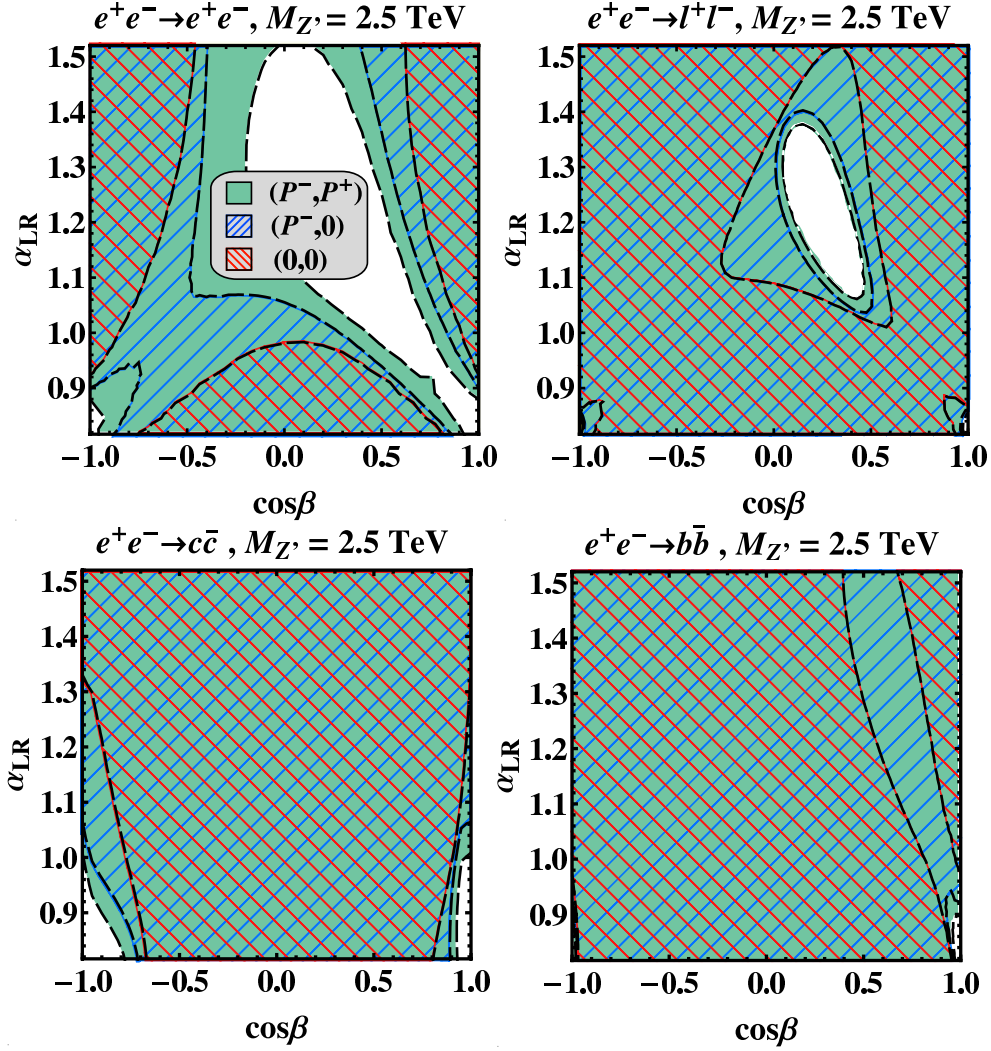 e⁺e⁻→e⁺e⁻, M_Z' = 2.5 TeV
1.5
1.4
1.3
1.2
1.1
1.0
0.9
α_LR
(P⁻,P⁺)
(P⁻,0)
(0,0)
−1.0 −0.5 0.0 0.5 1.0
cosβ
e⁺e⁻→l⁺l⁻, M_Z' = 2.5 TeV
1.5
1.4
1.3
1.2
1.1
1.0
0.9
α_LR
−1.0 −0.5 0.0 0.5 1.0
cosβ
e⁺e⁻→cc̄ , M_Z' = 2.5 TeV
1.5
1.4
1.3
1.2
1.1
1.0
0.9
α_LR
−1.0 −0.5 0.0 0.5 1.0
cosβ
e⁺e⁻→bb̄ , M_Z' = 2.5 TeV
1.5
1.4
1.3
1.2
1.1
1.0
0.9
α_LR
−1.0 −0.5 0.0 0.5 1.0
cosβ